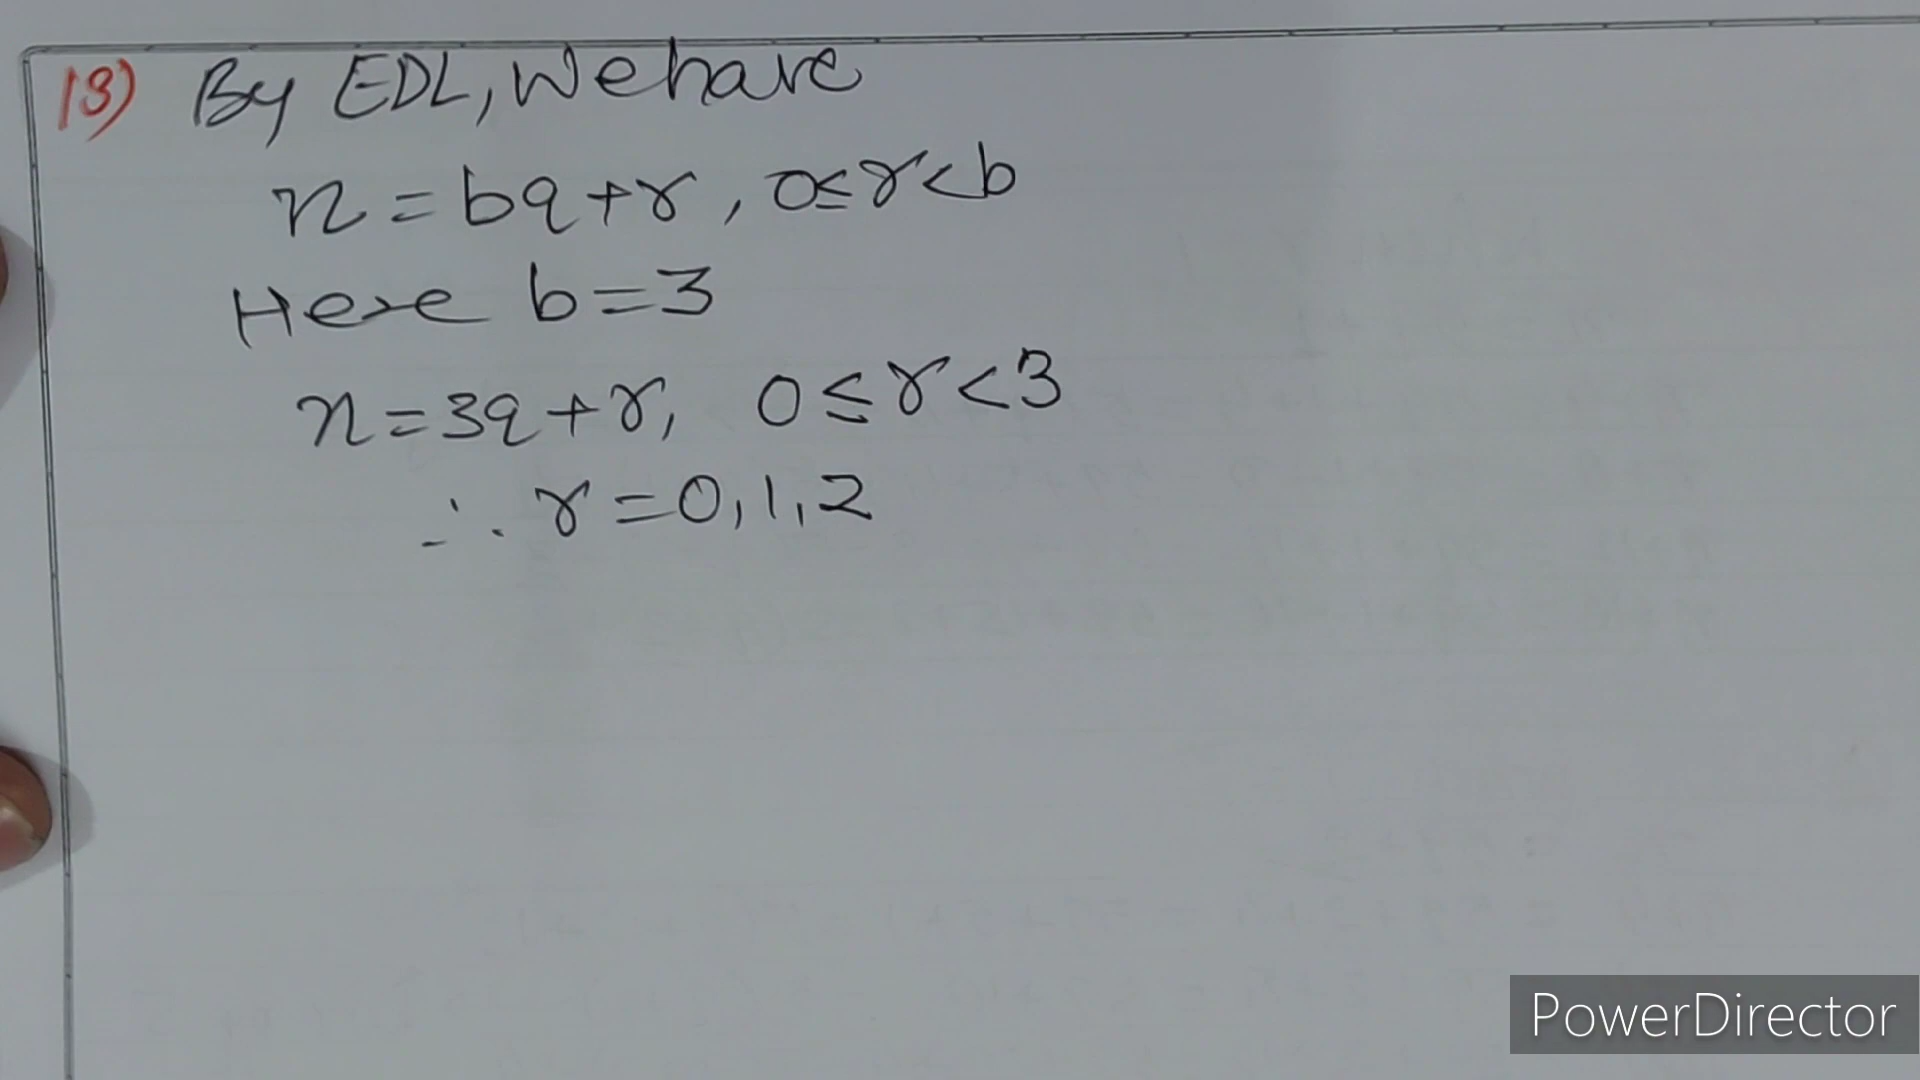 13) By EDL, We have
n = bq + r, 0 ≤ r < b
Here b = 3
n = 3q + r, 0 ≤ r < 3
∴ r = 0, 1, 2
PowerDirector